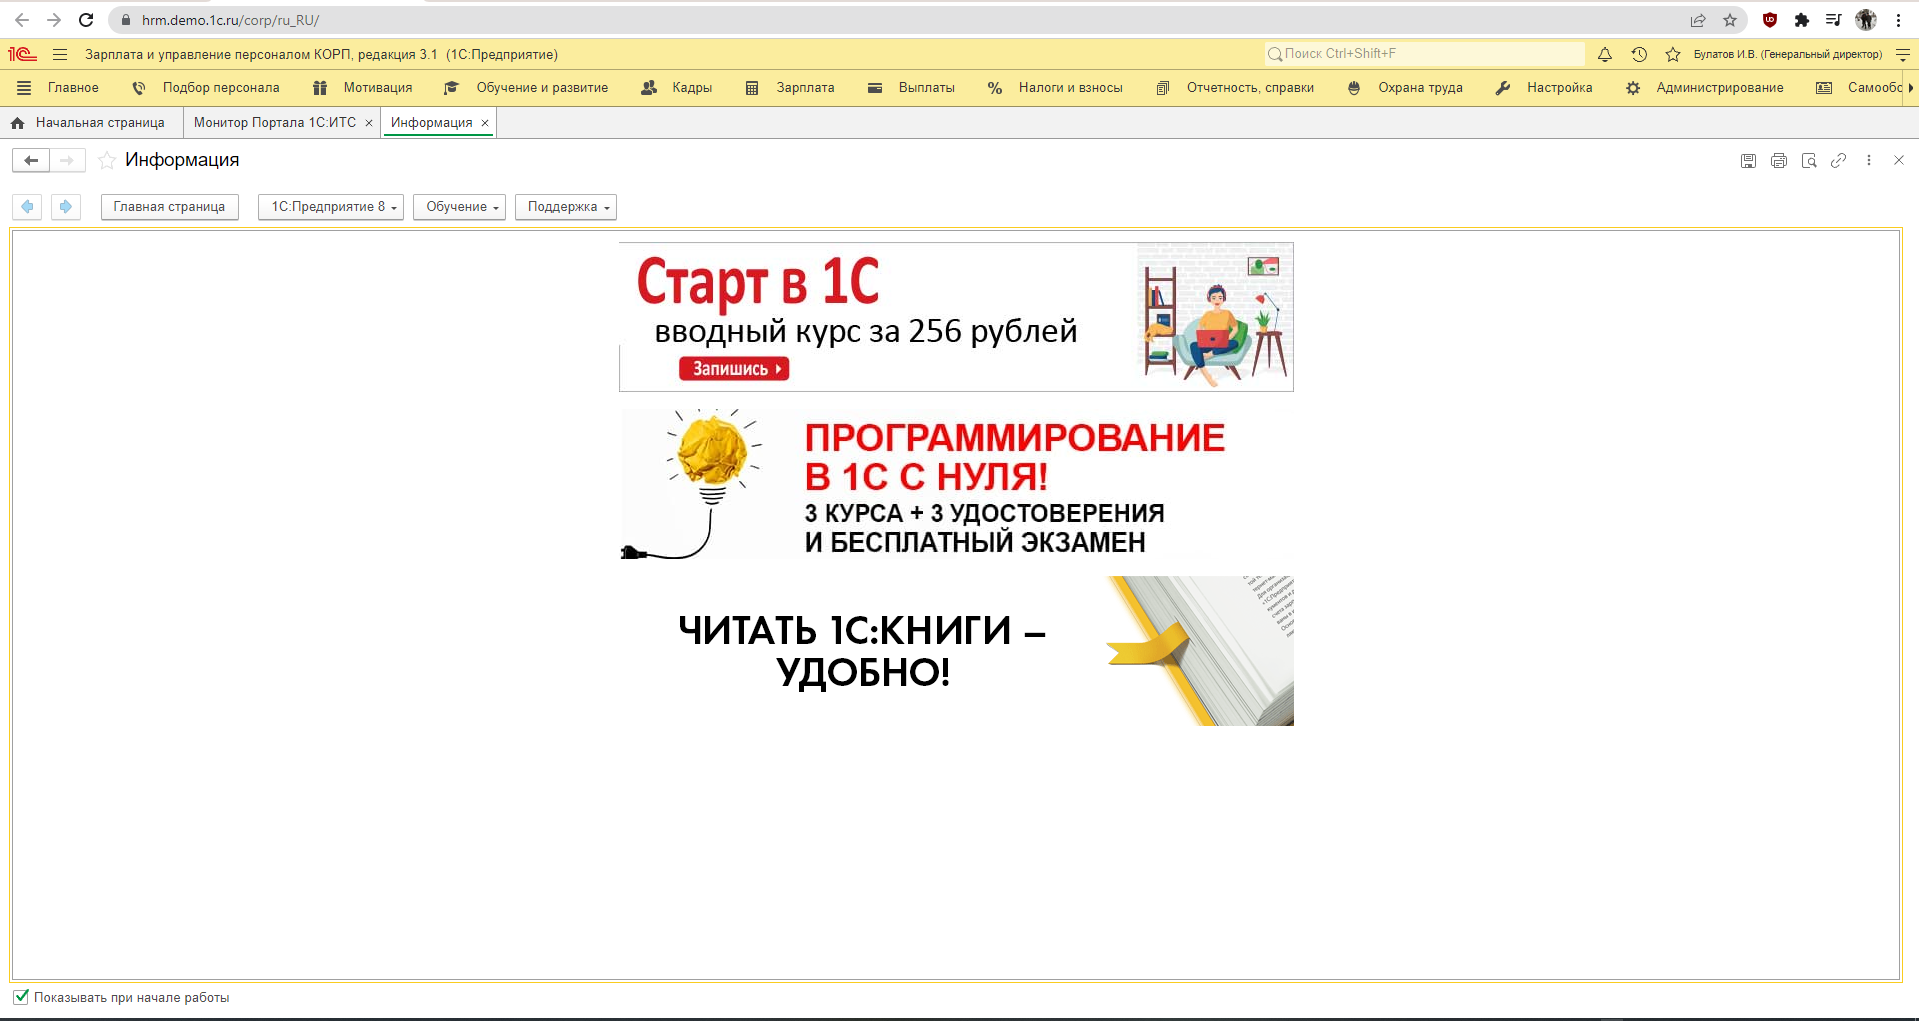 hrm.demo.1c.ru/corp/ru_RU/
Зарплата и управление персоналом КОРП, редакция 3.1 (1С:Предприятие)
Поиск Ctrl+Shift+F
Булатов И.В. (Генеральный директор)
Главное
Подбор персонала
Мотивация
Обучение и развитие
Кадры
Зарплата
Выплаты
Налоги и взносы
Отчетность, справки
Охрана труда
Настройка
Администрирование
Самообс
Начальная страница
Монитор Портала 1С:ИТС
Информация
Информация
Главная страница
1С:Предприятие 8
Обучение
Поддержка
Старт в 1С
вводный курс за 256 рублей
Запишись
ПРОГРАММИРОВАНИЕ
В 1С С НУЛЯ!
3 КУРСА + 3 УДОСТОВЕРЕНИЯ
И БЕСПЛАТНЫЙ ЭКЗАМЕН
ЧИТАТЬ 1С:КНИГИ –
УДОБНО!
Показывать при начале работы